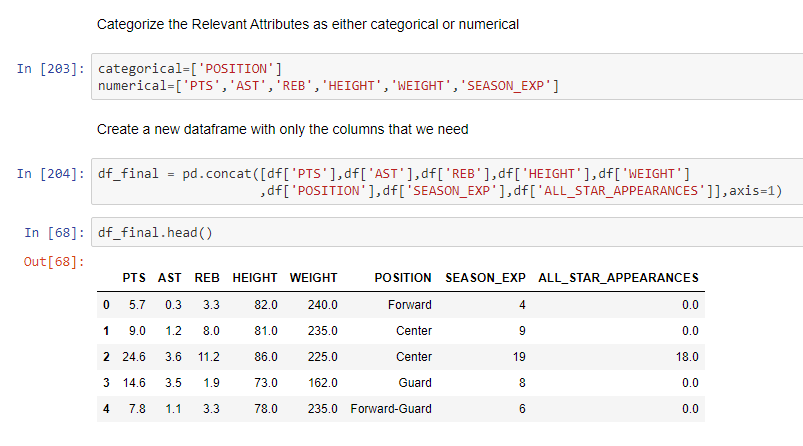 Categorize the Relevant Attributes as either categorical or numerical
In [203]: categorical=['POSITION']
numerical=['PTS','AST','REB','HEIGHT','WEIGHT','SEASON_EXP']
Create a new dataframe with only the columns that we need
In [204]: df_final = pd.concat([df['PTS'],df['AST'],df['REB'],df['HEIGHT'],df['WEIGHT']
,df['POSITION'],df['SEASON_EXP'],df['ALL_STAR_APPEARANCES']],axis=1)
In [68]: df_final.head()
Out[68]:
PTS AST REB HEIGHT WEIGHT POSITION SEASON_EXP ALL_STAR_APPEARANCES
0 5.7 0.3 3.3 82.0 240.0 Forward 4 0.0
1 9.0 1.2 8.0 81.0 235.0 Center 9 0.0
2 24.6 3.6 11.2 86.0 225.0 Center 19 18.0
3 14.6 3.5 1.9 73.0 162.0 Guard 8 0.0
4 7.8 1.1 3.3 78.0 235.0 Forward-Guard 6 0.0